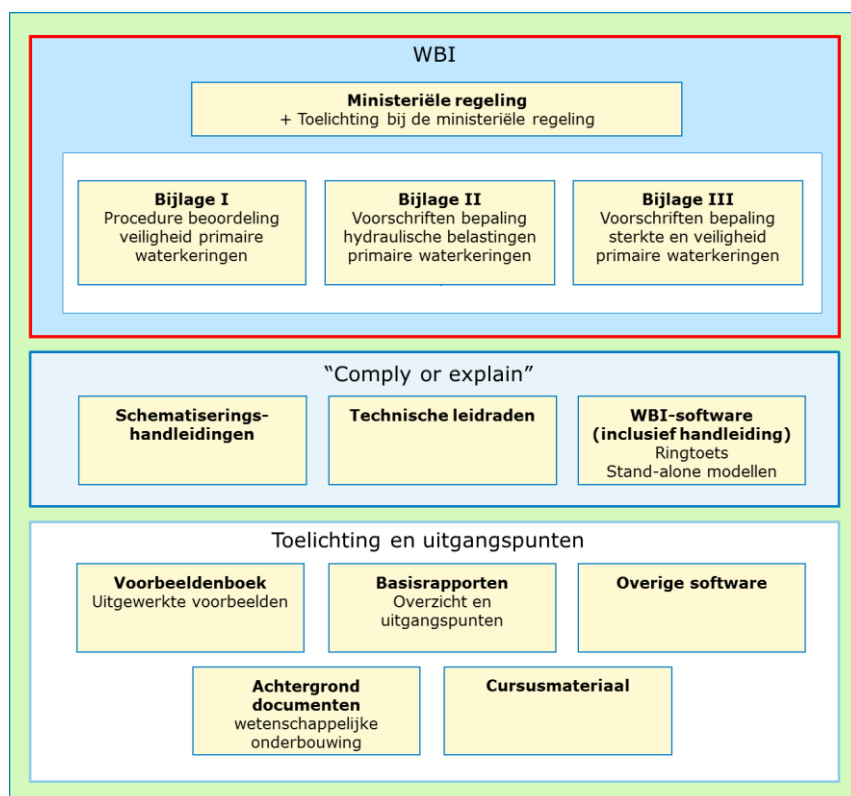 WBI
Ministeriële regeling
+ Toelichting bij de ministeriële regeling
Bijlage I
Procedure beoordeling
veiligheid primaire
waterkeringen
Bijlage II
Voorschriften bepaling
hydraulische belastingen
primaire waterkeringen
Bijlage III
Voorschriften bepaling
sterkte en veiligheid
primaire waterkeringen
“Comply or explain”
Schematiserings-
handleidingen
Technische leidraden
WBI-software
(inclusief handleiding)
Ringtoets
Stand-alone modellen
Toelichting en uitgangspunten
Voorbeeldenboek
Uitgewerkte voorbeelden
Basisrapporten
Overzicht en
uitgangspunten
Overige software
Achtergrond
documenten
wetenschappelijke
onderbouwing
Cursusmateriaal